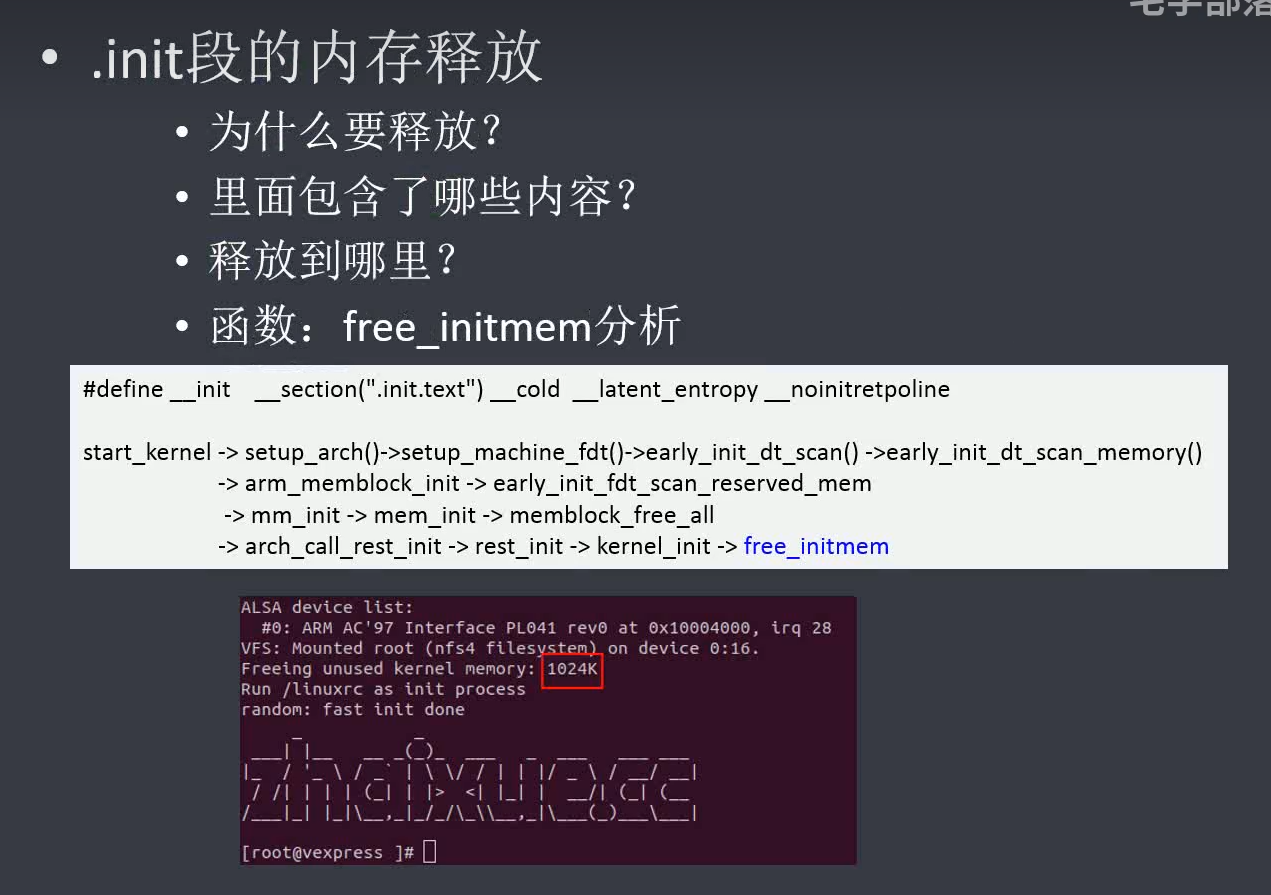 宅学部落
• .init段的内存释放
• 为什么要释放？
• 里面包含了哪些内容？
• 释放到哪里？
• 函数：free_initmem分析
#define __init __section(".init.text") __cold __latent_entropy __noinitretpoline
start_kernel -> setup_arch()->setup_machine_fdt()->early_init_dt_scan() ->early_init_dt_scan_memory()
-> arm_memblock_init -> early_init_fdt_scan_reserved_mem
-> mm_init -> mem_init -> memblock_free_all
-> arch_call_rest_init -> rest_init -> kernel_init -> free_initmem
ALSA device list:
#0: ARM AC'97 Interface PL041 rev0 at 0x10004000, irq 28
VFS: Mounted root (nfs4 filesystem) on device 0:16.
Freeing unused kernel memory: 1024K
Run /linuxrc as init process
random: fast init done
[root@vexpress ]#